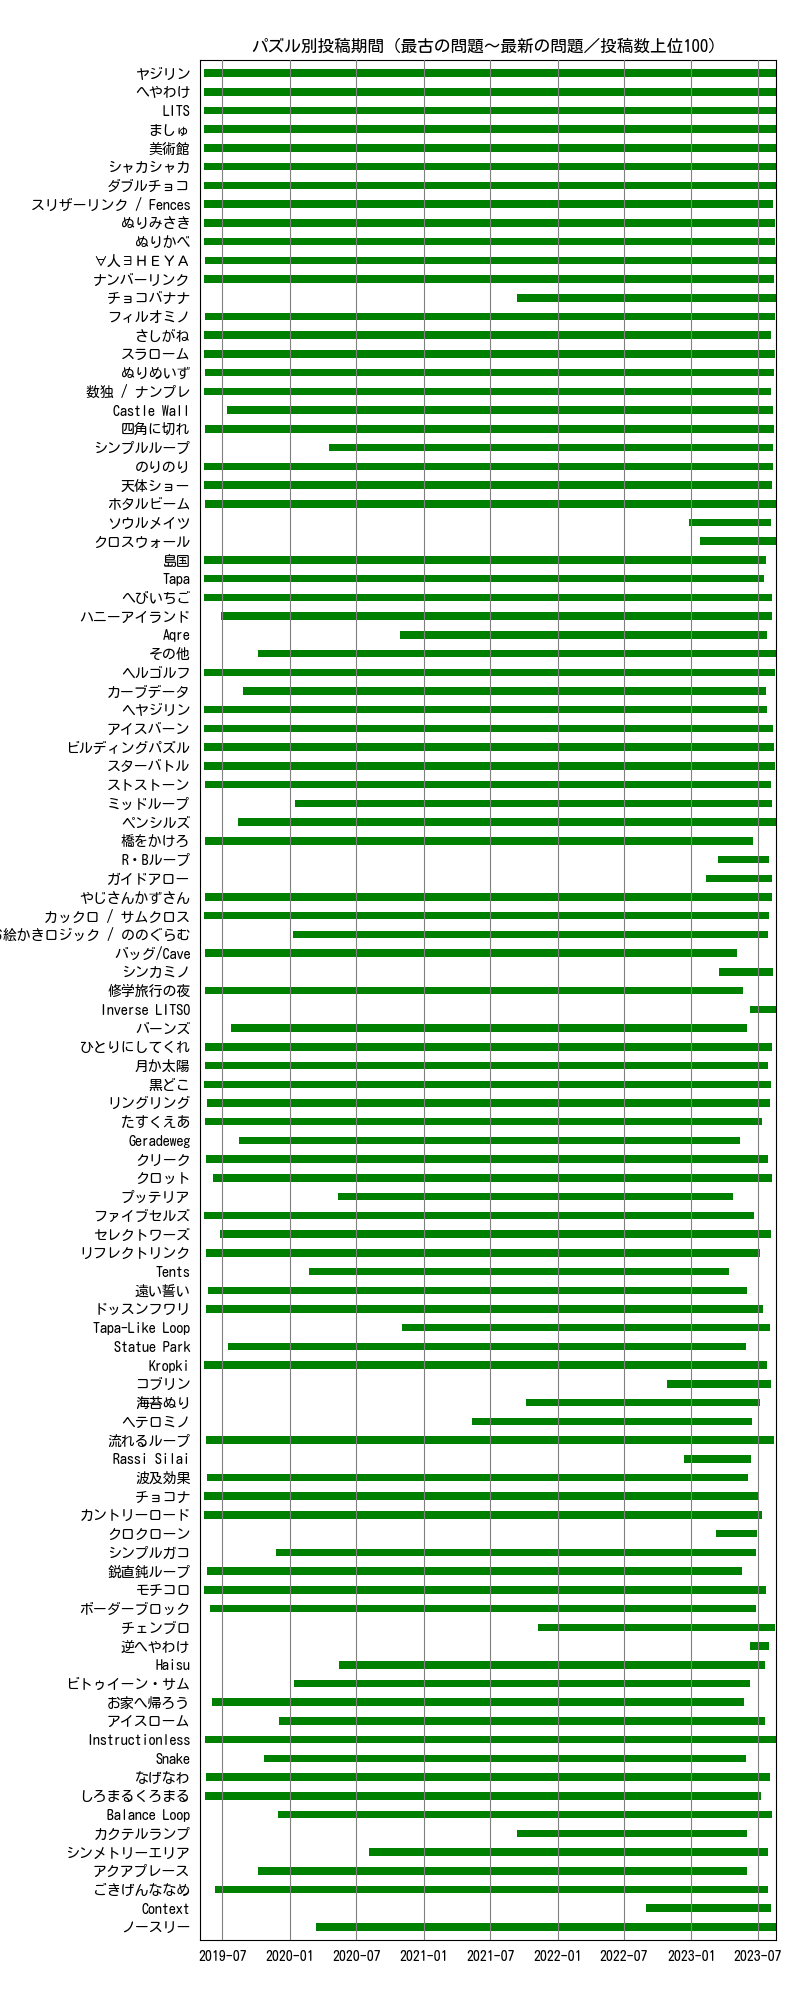 パズル別投稿期間（最古の問題～最新の問題／投稿数上位100）
ヤジリン
へやわけ
LITS
ましゅ
美術館
シャカシャカ
ダブルチョコ
スリザーリンク / Fences
ぬりみさき
ぬりかべ
∀人ヨＨＥＹＡ
ナンバーリンク
チョコバナナ
フィルオミノ
さしがね
スラローム
ぬりめいず
数独 / ナンプレ
Castle Wall
四角に切れ
シンプルループ
のりのり
天体ショー
ホタルビーム
ソウルメイツ
クロスウォール
島国
Tapa
へびいちご
ハニーアイランド
Aqre
その他
ヘルゴルフ
カーブデータ
ヘヤジリン
アイスバーン
ビルディングパズル
スターバトル
ストストーン
ミッドループ
ペンシルズ
橋をかけろ
R・Bループ
ガイドアロー
やじさんかずさん
カックロ / サムクロス
絵かきロジック / ののぐらむ
バッグ/Cave
シンカミノ
修学旅行の夜
Inverse LITSO
バーンズ
ひとりにしてくれ
月か太陽
黒どこ
リングリング
たすくえあ
Geradeweg
クリーク
クロット
プッテリア
ファイブセルズ
セレクトワーズ
リフレクトリンク
Tents
遠い誓い
ドッスンフワリ
Tapa-Like Loop
Statue Park
Kropki
コブリン
海苔ぬり
ヘテロミノ
流れるループ
Rassi Silai
波及効果
チョコナ
カントリーロード
クロクローン
シンプルガコ
鋭直鈍ループ
モチコロ
ボーダーブロック
チェンブロ
逆へやわけ
Haisu
ビトゥイーン・サム
お家へ帰ろう
アイスローム
Instructionless
Snake
なげなわ
しろまるくろまる
Balance Loop
カクテルランプ
シンメトリーエリア
アクアプレース
ごきげんななめ
Context
ノースリー
2019-07 2020-01 2020-07 2021-01 2021-07 2022-01 2022-07 2023-01 2023-07